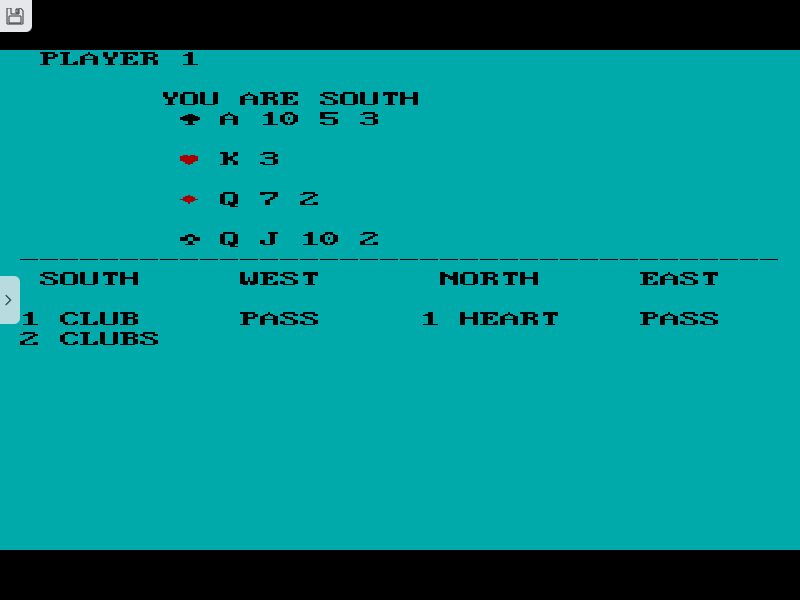 PLAYER 1
YOU ARE SOUTH
♠ A 10 5 3
♥ K 3
♦ Q 7 2
♣ Q J 10 2
SOUTH WEST NORTH EAST
1 CLUB PASS 1 HEART PASS
2 CLUBS